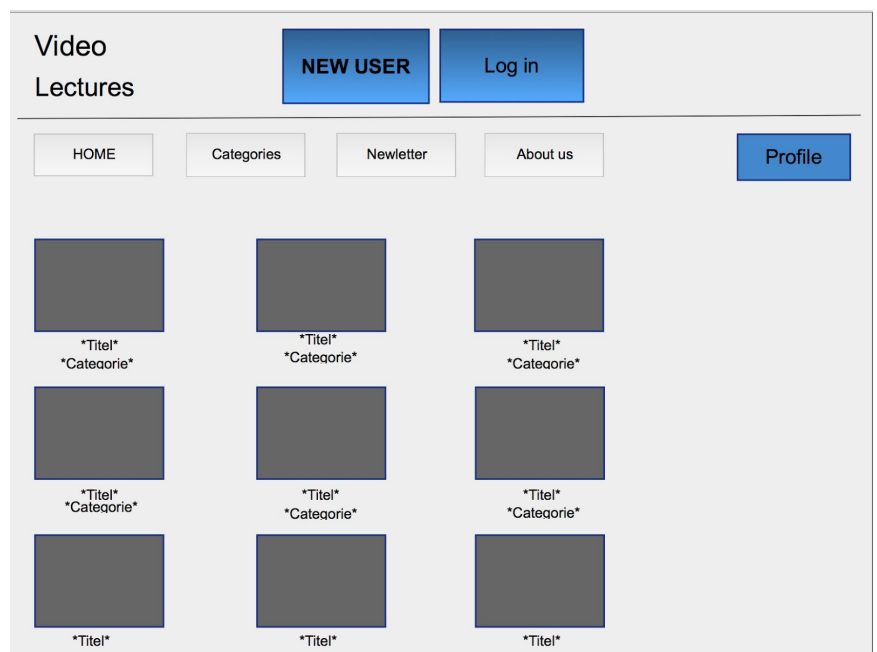 Video
Lectures
NEW USER
Log in
HOME
Categories
Newletter
About us
Profile
*Titel*
*Categorie*
*Titel*
*Categorie*
*Titel*
*Categorie*
*Titel*
*Categorie*
*Titel*
*Categorie*
*Titel*
*Categorie*
*Titel*
*Titel*
*Titel*